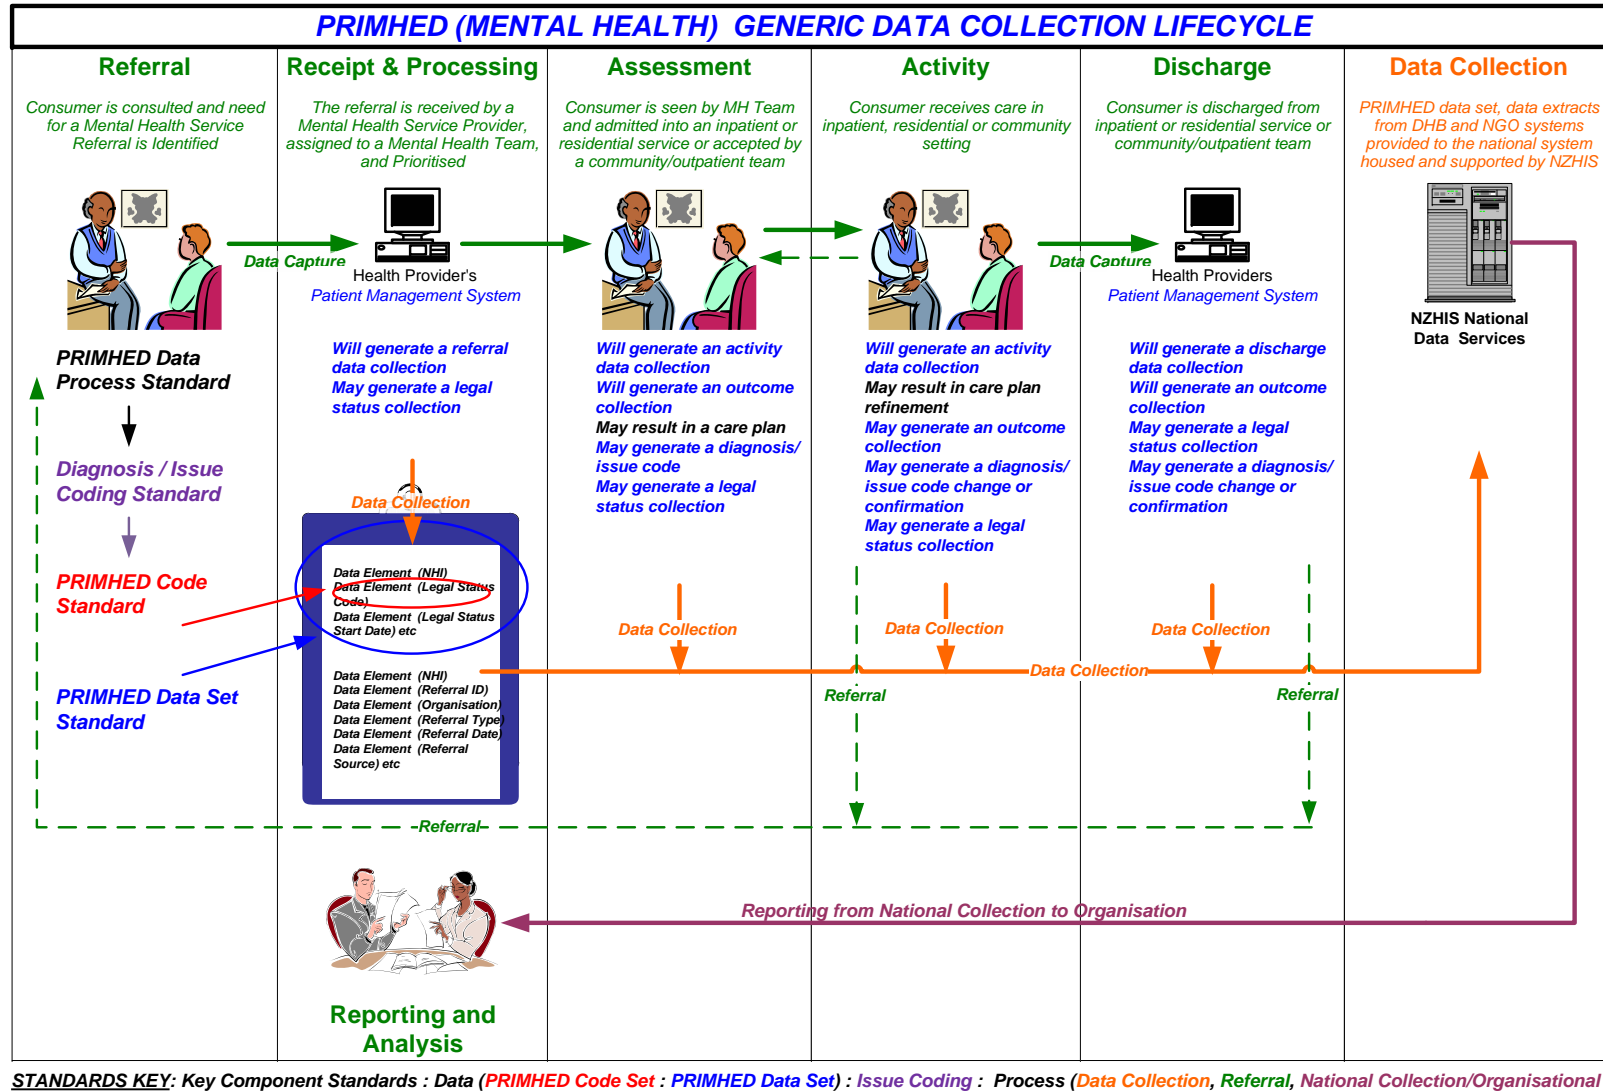 PRIMHED (MENTAL HEALTH) GENERIC DATA COLLECTION LIFECYCLE
Referral
Consumer is consulted and need
for a Mental Health Service
Referral is Identified
Data Capture
PRIMHED Data
Process Standard
Diagnosis / Issue
Coding Standard
PRIMHED Code
Standard
PRIMHED Data Set
Standard
Receipt & Processing
The referral is received by a
Mental Health Service Provider,
assigned to a Mental Health Team,
and Prioritised
Health Provider's
Patient Management System
Will generate a referral
data collection
May generate a legal
status collection
Data Collection
Data Element (NHI)
Data Element (Legal Status
Code)
Data Element (Legal Status
Start Date) etc
Data Element (NHI)
Data Element (Referral ID)
Data Element (Organisation)
Data Element (Referral Type)
Data Element (Referral Date)
Data Element (Referral
Source) etc
Referral
Reporting and
Analysis
Assessment
Consumer is seen by MH Team
and admitted into an inpatient or
residential service or accepted by
a community/outpatient team
Will generate an activity
data collection
Will generate an outcome
collection
May result in a care plan
May generate a diagnosis/
issue code
May generate a legal
status collection
Data Collection
Activity
Consumer receives care in
inpatient, residential or community
setting
Data Capture
Will generate an activity
data collection
May result in care plan
refinement
May generate an outcome
collection
May generate a diagnosis/
issue code change or
confirmation
May generate a legal
status collection
Data Collection
Data Collection
Referral
Reporting from National Collection to Organisation
Discharge
Consumer is discharged from
inpatient or residential service or
community/outpatient team
Health Providers
Patient Management System
Will generate a discharge
data collection
Will generate an outcome
collection
May generate a legal
status collection
May generate a diagnosis/
issue code change or
confirmation
Data Collection
Referral
Data Collection
PRIMHED data set, data extracts
from DHB and NGO systems
provided to the national system
housed and supported by NZHIS
NZHIS National
Data Services
STANDARDS KEY: Key Component Standards : Data (PRIMHED Code Set : PRIMHED Data Set) : Issue Coding : Process (Data Collection, Referral, National Collection/Organisational